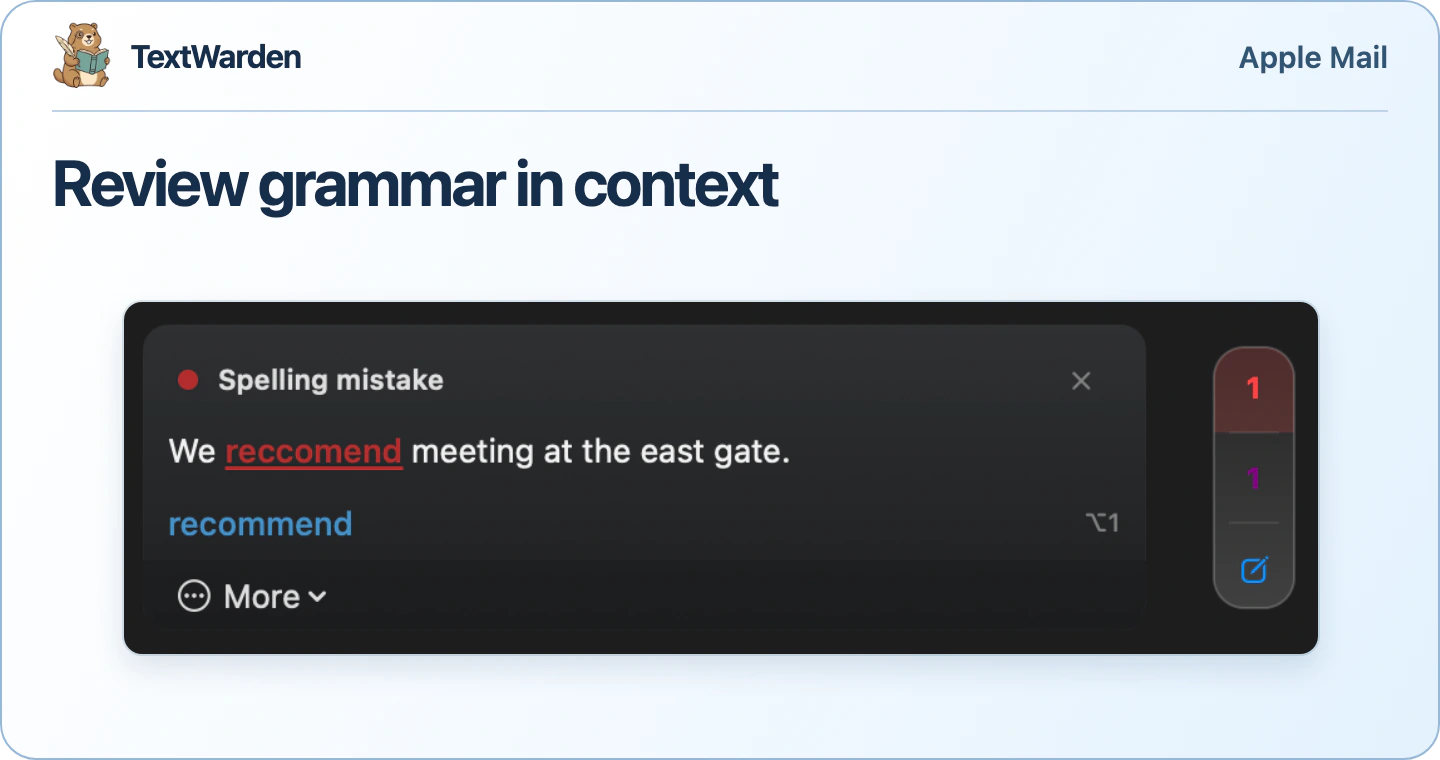 TextWarden
Apple Mail
Review grammar in context
Spelling mistake
We reccomend meeting at the east gate.
recommend
⌥1
More
1
1